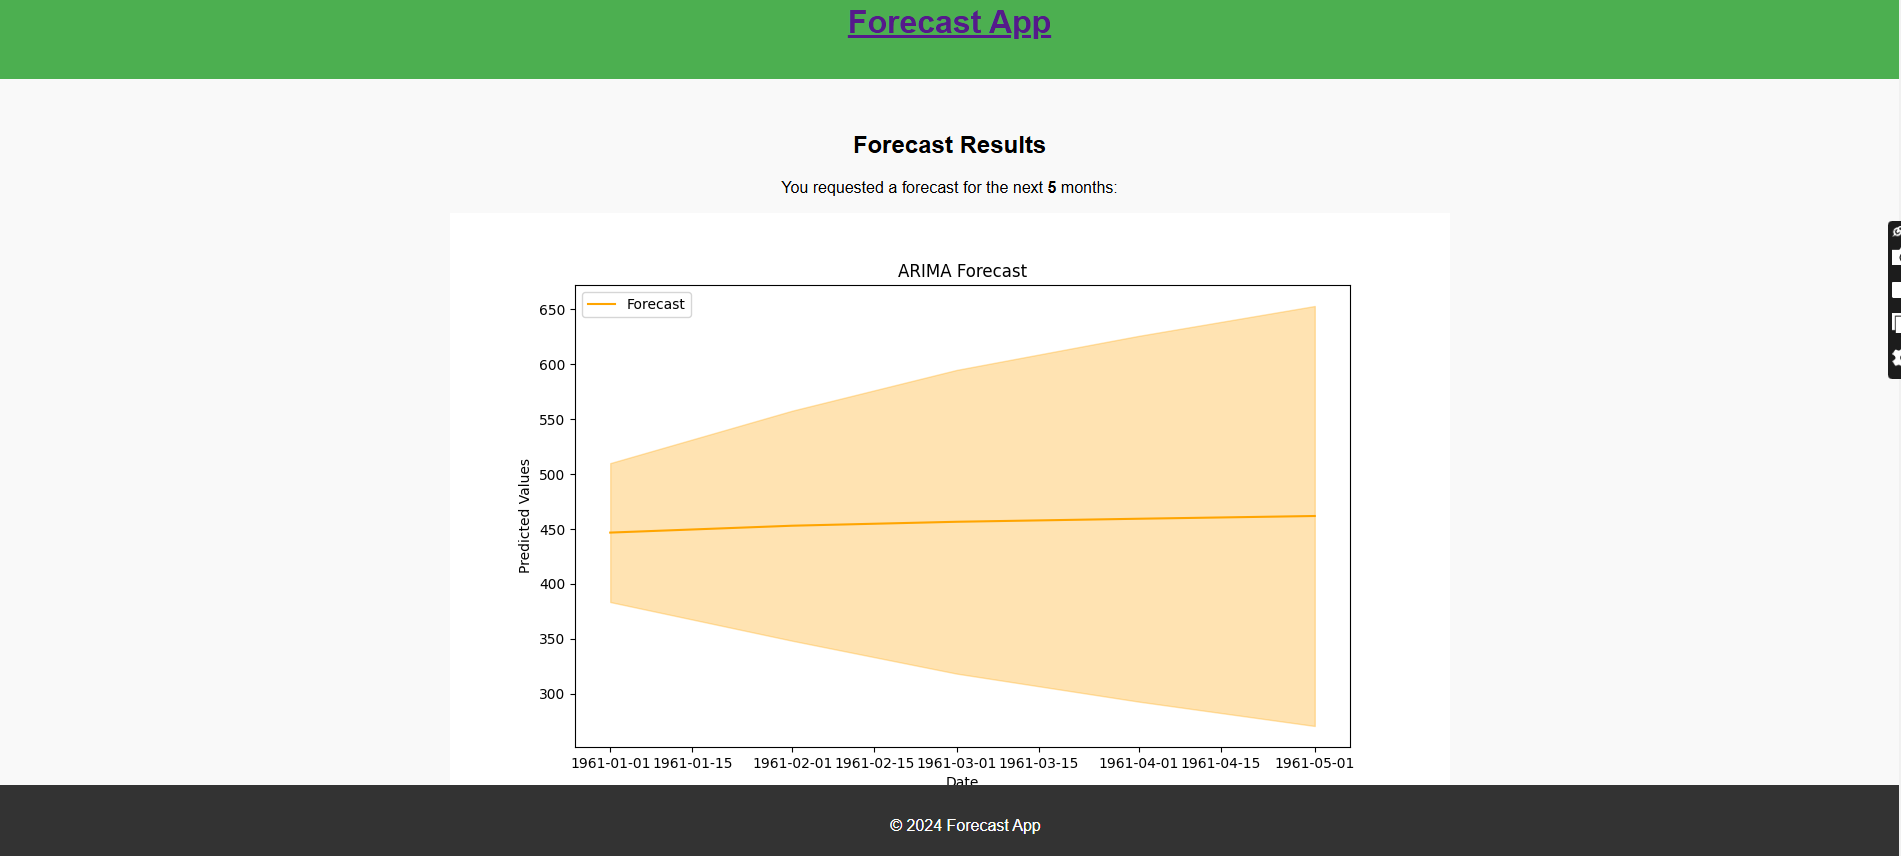 Forecast App
Forecast Results
You requested a forecast for the next 5 months:
ARIMA Forecast
Forecast
650
600
550
500
450
400
350
300
Predicted Values
1961-01-01 1961-01-15 1961-02-01 1961-02-15 1961-03-01 1961-03-15 1961-04-01 1961-04-15 1961-05-01
Date
© 2024 Forecast App